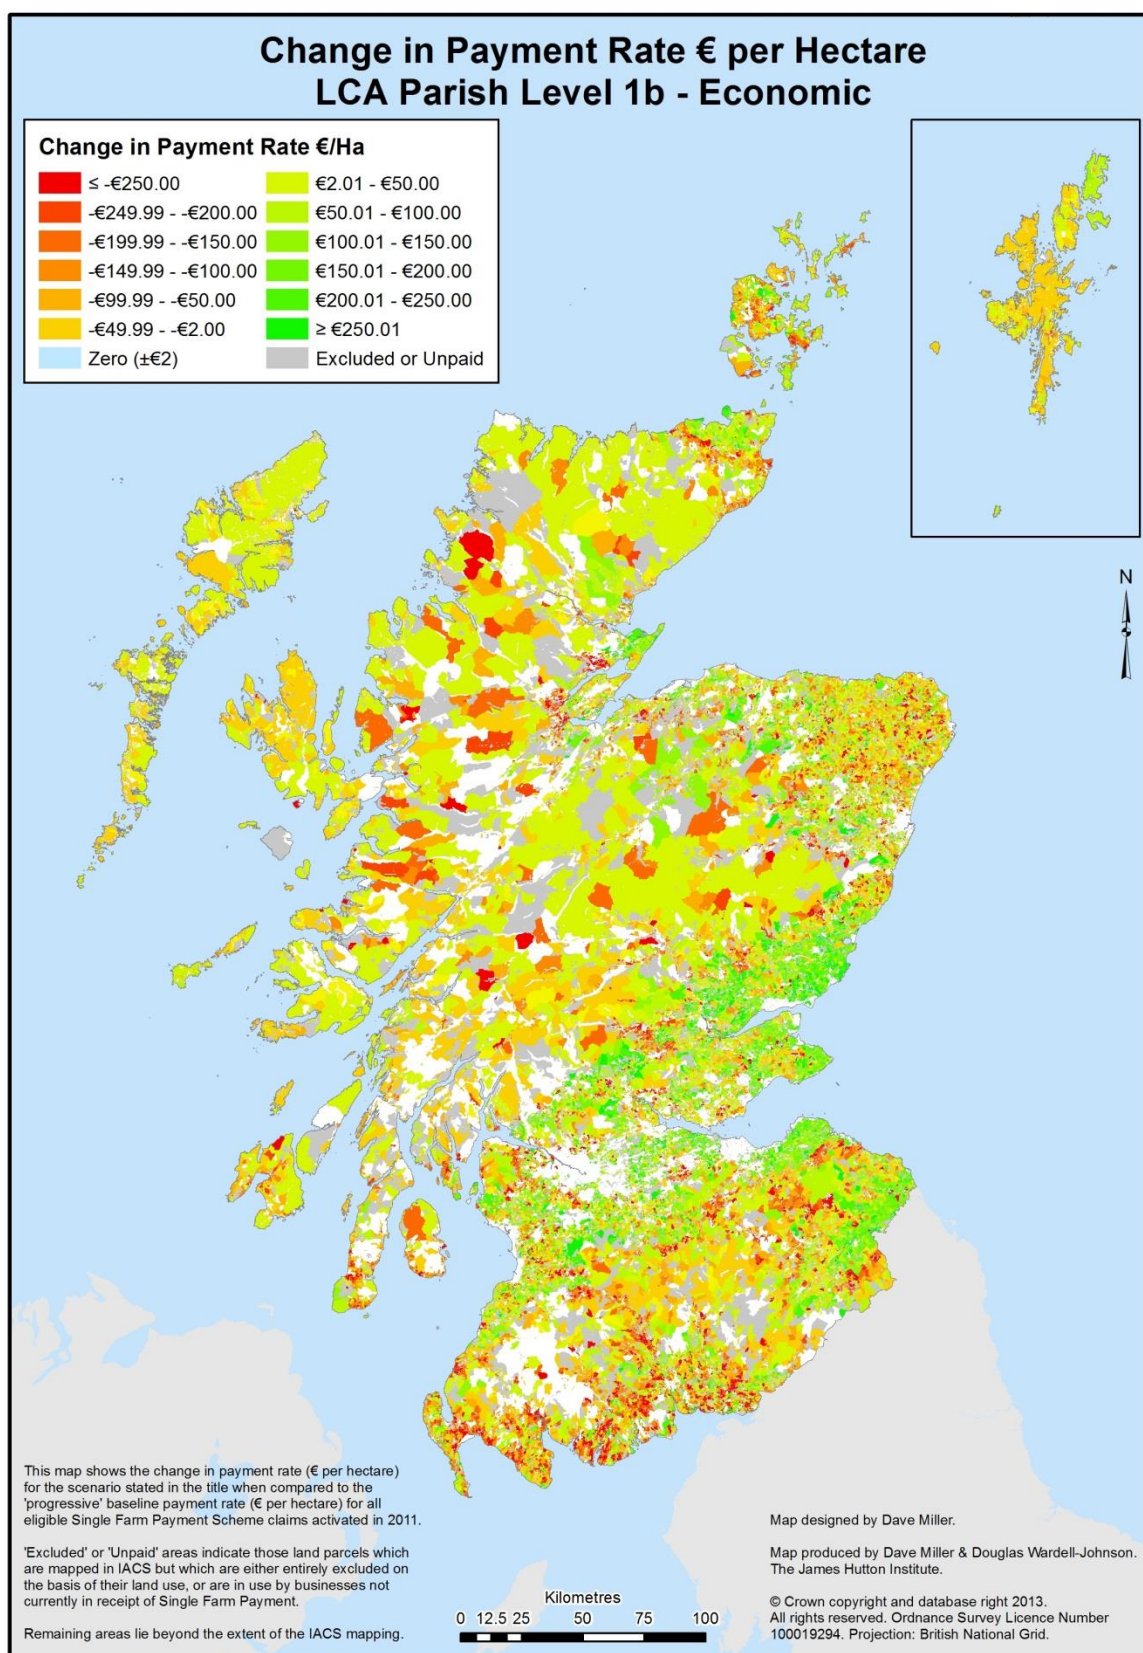 Change in Payment Rate € per Hectare
LCA Parish Level 1b - Economic
Change in Payment Rate €/Ha
≤ -€250.00
-€249.99 - -€200.00
-€199.99 - -€150.00
-€149.99 - -€100.00
-€99.99 - -€50.00
-€49.99 - -€2.00
Zero (±€2)
€2.01 - €50.00
€50.01 - €100.00
€100.01 - €150.00
€150.01 - €200.00
€200.01 - €250.00
≥ €250.01
Excluded or Unpaid
N
This map shows the change in payment rate (€ per hectare)
for the scenario stated in the title when compared to the
'progressive' baseline payment rate (€ per hectare) for all
eligible Single Farm Payment Scheme claims activated in 2011.
'Excluded' or 'Unpaid' areas indicate those land parcels which
are mapped in IACS but which are either entirely excluded on
the basis of their land use, or are in use by businesses not
currently in receipt of Single Farm Payment.
Remaining areas lie beyond the extent of the IACS mapping.
Kilometres
0 12.5 25 50 75 100
Map designed by Dave Miller.
Map produced by Dave Miller & Douglas Wardell-Johnson.
The James Hutton Institute.
© Crown copyright and database right 2013.
All rights reserved. Ordnance Survey Licence Number
100019294. Projection: British National Grid.